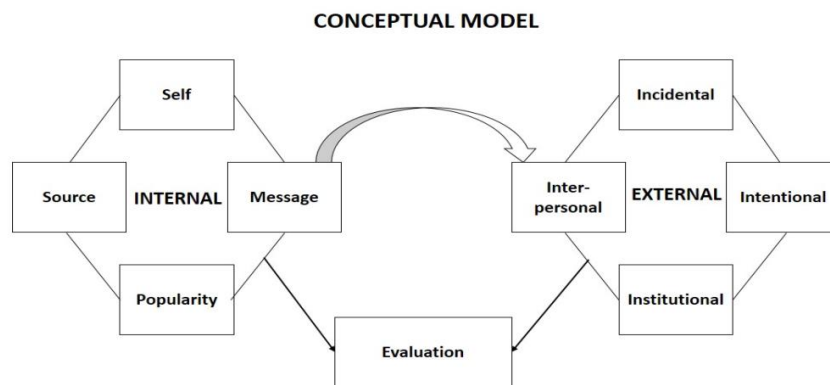 CONCEPTUAL MODEL
Self
Incidental
Source
INTERNAL
Message
Inter-
personal
EXTERNAL
Intentional
Popularity
Institutional
Evaluation